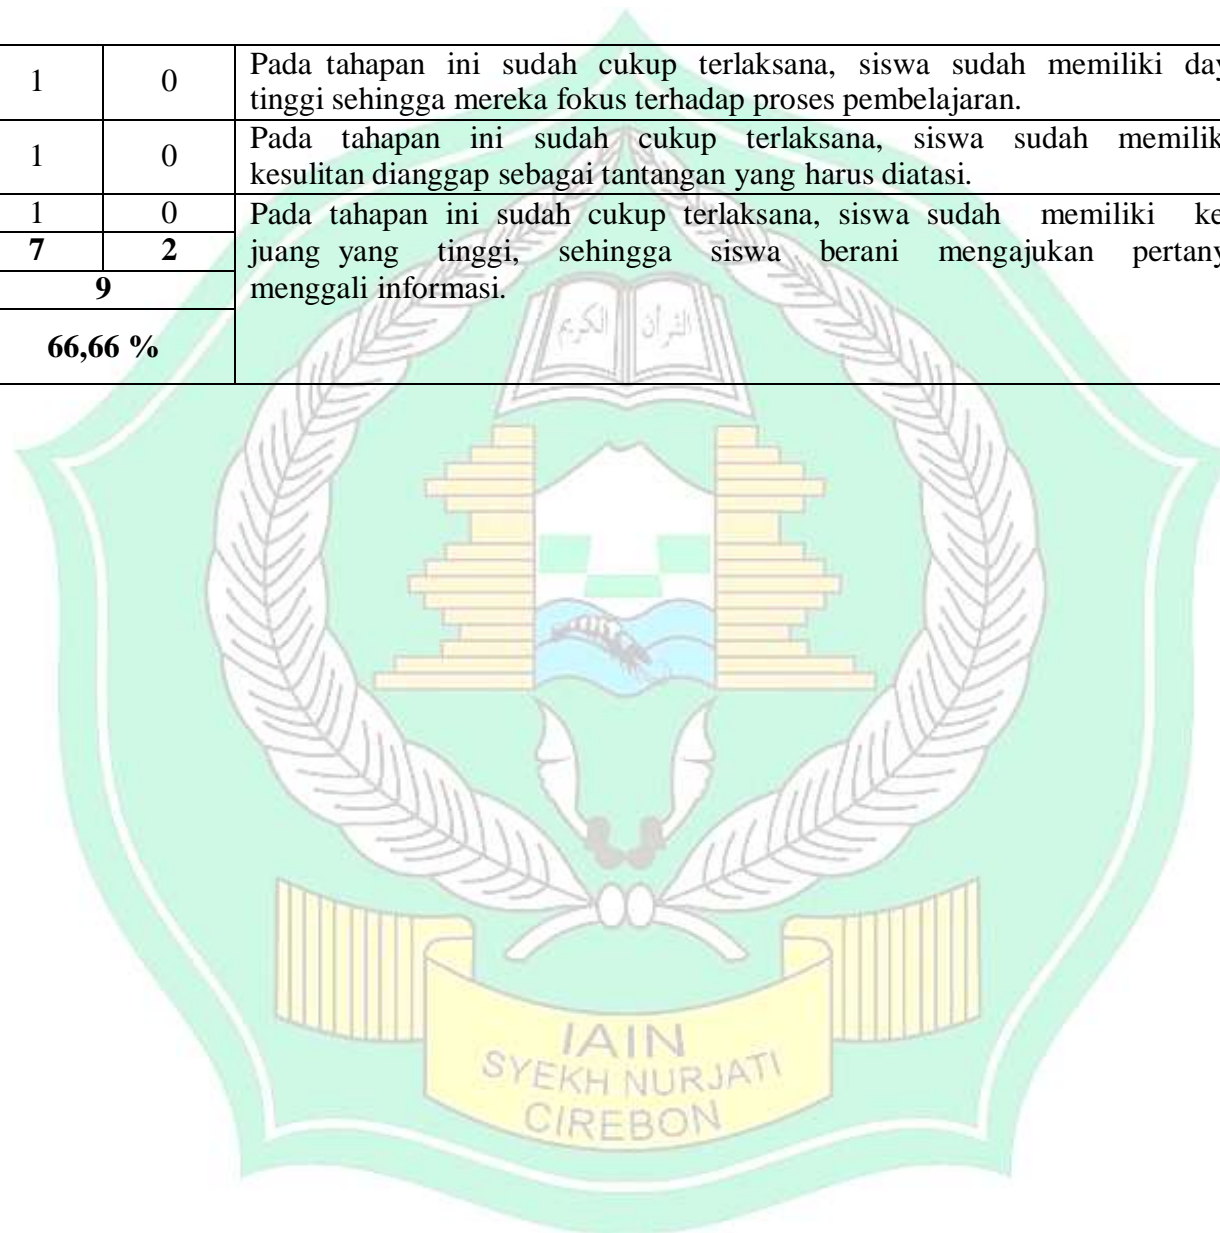 1 0 Pada tahapan ini sudah cukup terlaksana, siswa sudah memiliki day
tinggi sehingga mereka fokus terhadap proses pembelajaran.
1 0 Pada tahapan ini sudah cukup terlaksana, siswa sudah memilik
kesulitan dianggap sebagai tantangan yang harus diatasi.
1 0 Pada tahapan ini sudah cukup terlaksana, siswa sudah memiliki ke
7 2 juang yang tinggi, sehingga siswa berani mengajukan pertany
9 menggali informasi.
66,66 %
القرآن الكريم
IAIN
SYEKH NURJATI
CIREBON